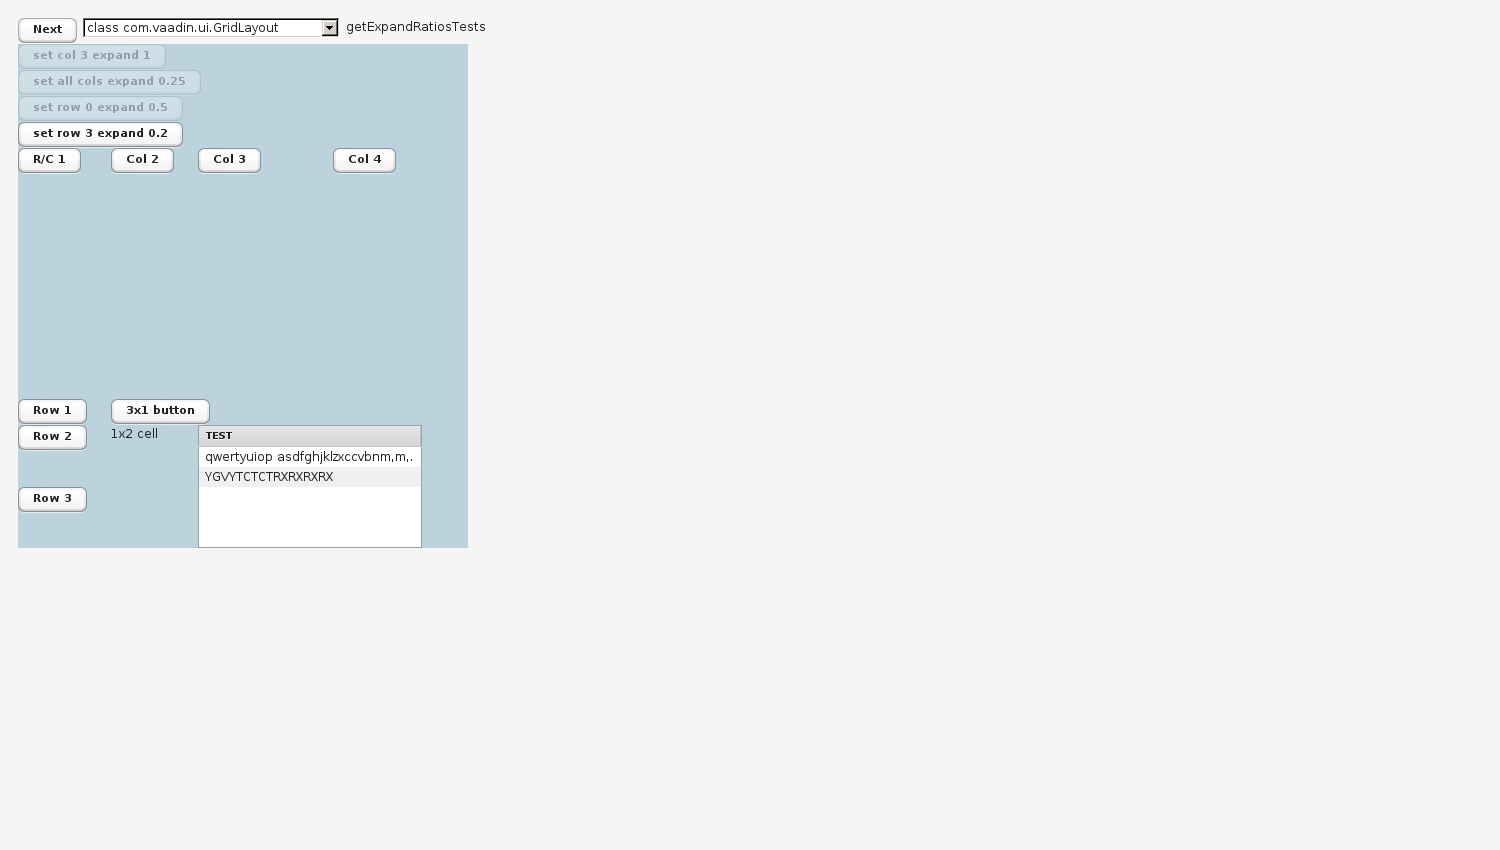 Next class com.vaadin.ui.GridLayout getExpandRatiosTests
set col 3 expand 1
set all cols expand 0.25
set row 0 expand 0.5
set row 3 expand 0.2
R/C 1 Col 2 Col 3 Col 4
Row 1 3x1 button
Row 2 1x2 cell TEST
qwertyuiop asdfghjklzxccvbnm,m,.
YGVYTCTCTRXRXRXRX
Row 3